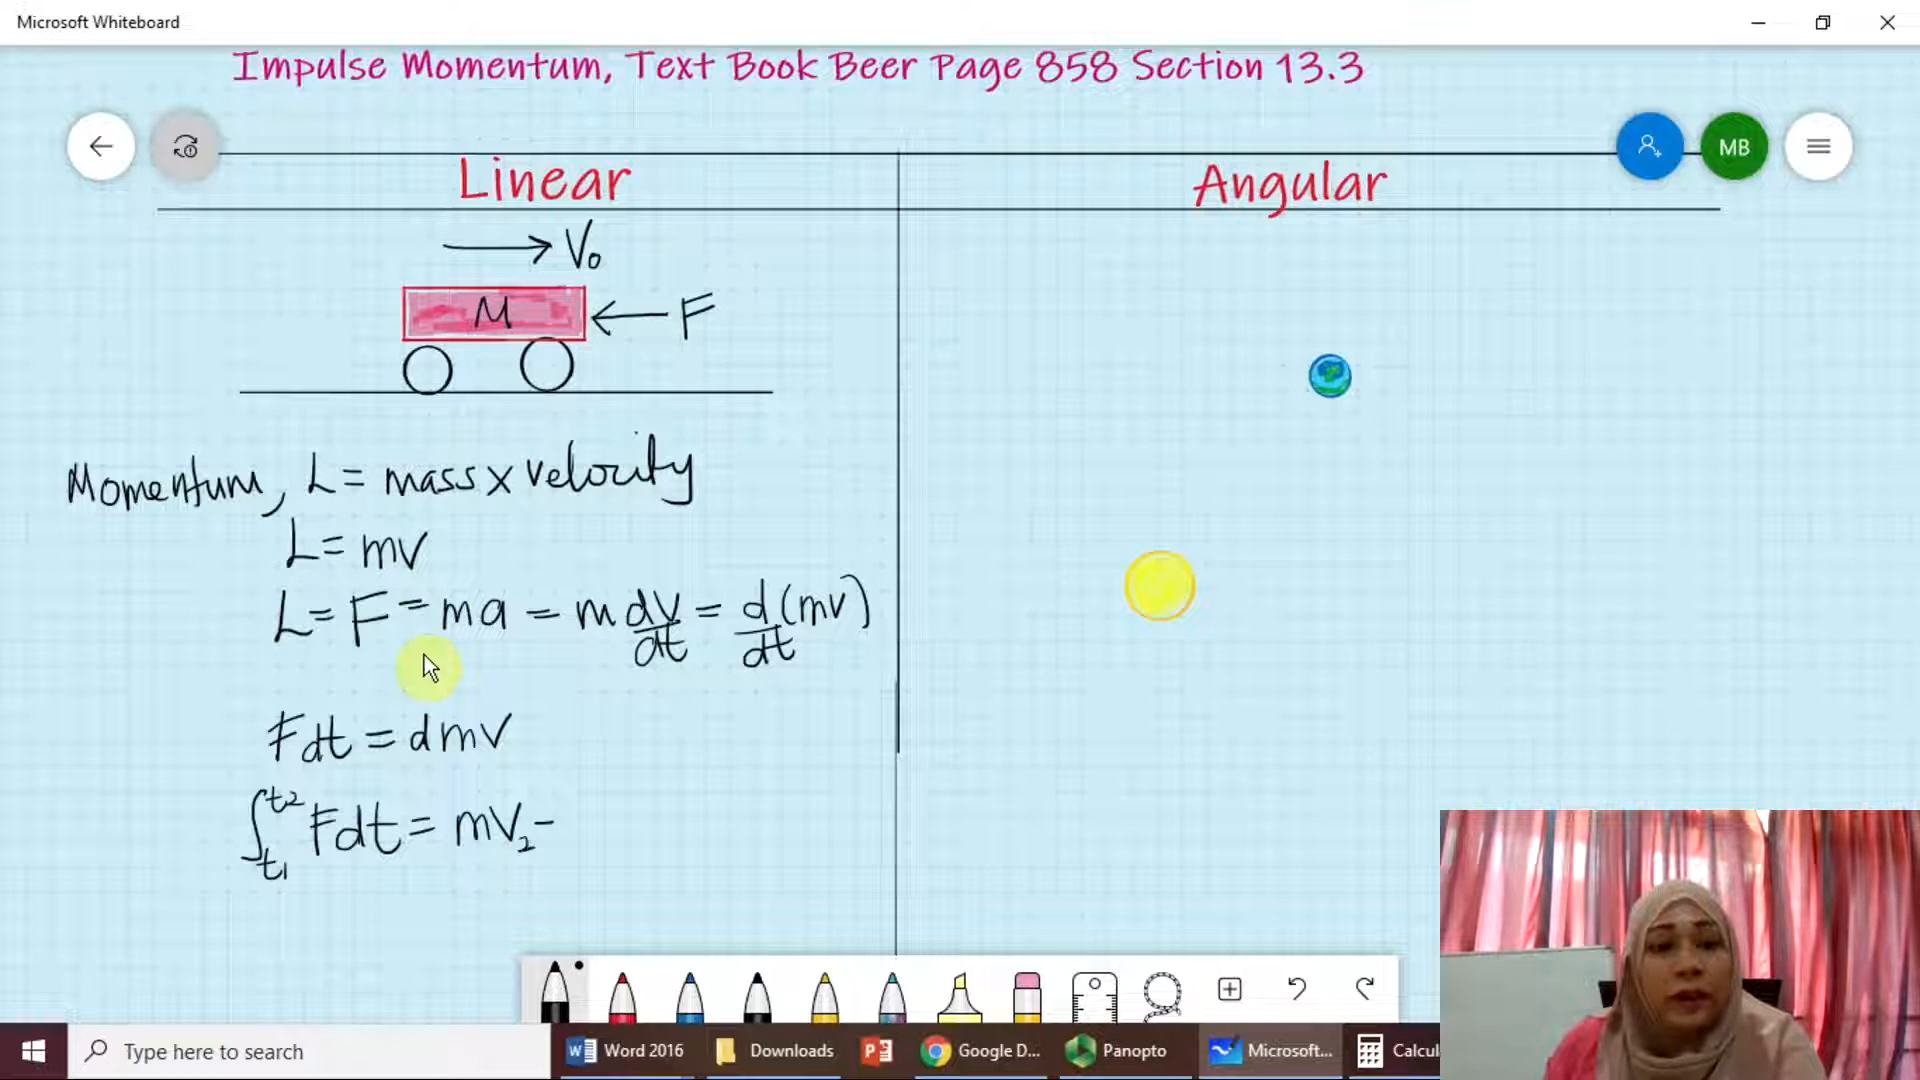 Microsoft Whiteboard
Impulse Momentum, Text Book Beer Page 858 Section 13.3
MB
Linear
Angular
V₀
M
F
Momentum, L = mass x velocity
L = mv
L = F = ma = m dv/dt = d/dt (mv)
Fdt = dmv
∫t₁t₂ Fdt = mV₂ -
Type here to search
Word 2016
Downloads
Google D...
Panopto
Microsoft...
Calcul